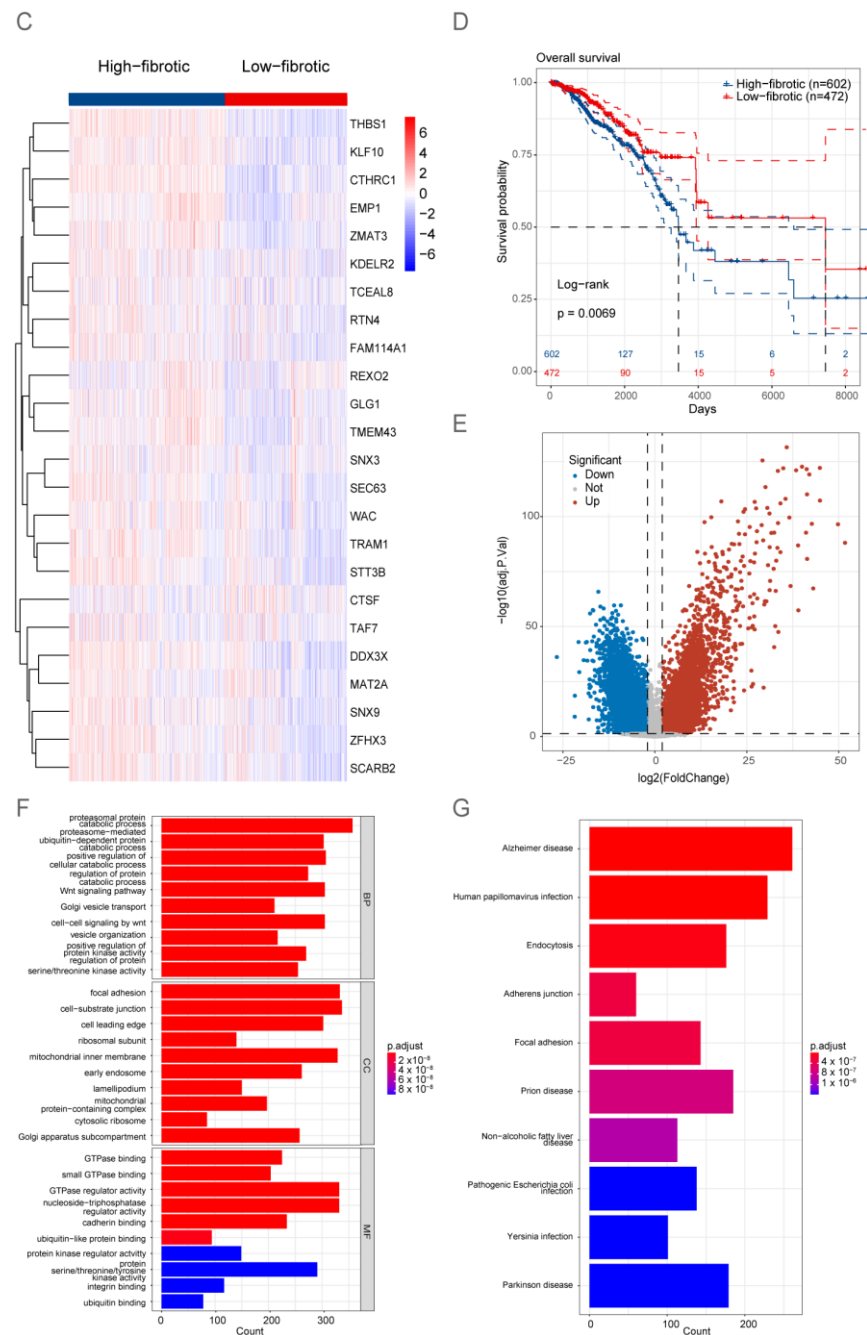 C
High-fibrotic
Low-fibrotic
THBS1
KLF10
CTHRC1
EMP1
ZMAT3
KDELR2
TCEAL8
RTN4
FAM114A1
REXO2
GLG1
TMEM43
SNX3
SEC63
WAC
TRAM1
STT3B
CTSF
TAF7
DDX3X
MAT2A
SNX9
ZFHX3
SCARB2
6
4
2
0
−2
−4
−6
D
Overall survival
High-fibrotic (n=602)
Low-fibrotic (n=472)
Survival probability
1.00
0.75
0.50
0.25
0.00
Log-rank
p = 0.0069
602 127 15 6 2
472 90 15 5 2
0 2000 4000 6000 8000
Days
E
Significant
Down
Not
Up
−log10(adj.P.Val)
100
50
0
−25 0 25 50
log2(FoldChange)
F
proteasomal protein
catabolic process
proteasome-mediated
ubiquitin-dependent protein
catabolic process
positive regulation of
cellular catabolic process
regulation of protein
catabolic process
Wnt signaling pathway
Golgi vesicle transport
cell-cell signaling by wnt
vesicle organization
positive regulation of
protein kinase activity
regulation of protein
serine/threonine kinase activity
BP
focal adhesion
cell-substrate junction
cell leading edge
ribosomal subunit
mitochondrial inner membrane
early endosome
lamellipodium
mitochondrial
protein-containing complex
cytosolic ribosome
Golgi apparatus subcompartment
CC
GTPase binding
small GTPase binding
GTPase regulator activity
nucleoside-triphosphatase
regulator activity
cadherin binding
ubiquitin-like protein binding
protein kinase regulator activtty
protein
serine/threonine/tyrosine
kinase activity
integrin binding
ubiquitin binding
MF
0 100 200 300
Count
p.adjust
2 x10⁻⁸
4 x 10⁻⁸
6 x 10⁻⁸
8 x 10⁻⁸
G
Alzheimer disease
Human papillomavirus infection
Endocytosis
Adherens junction
Focal adhesion
Prion disease
Non-alcoholic fatty liver
disease
Pathogenic Escherichia coli
infection
Yersinia infection
Parkinson disease
0 100 200
Count
p.adjust
4 x 10⁻⁷
8 x 10⁻⁷
1 x 10⁻⁶